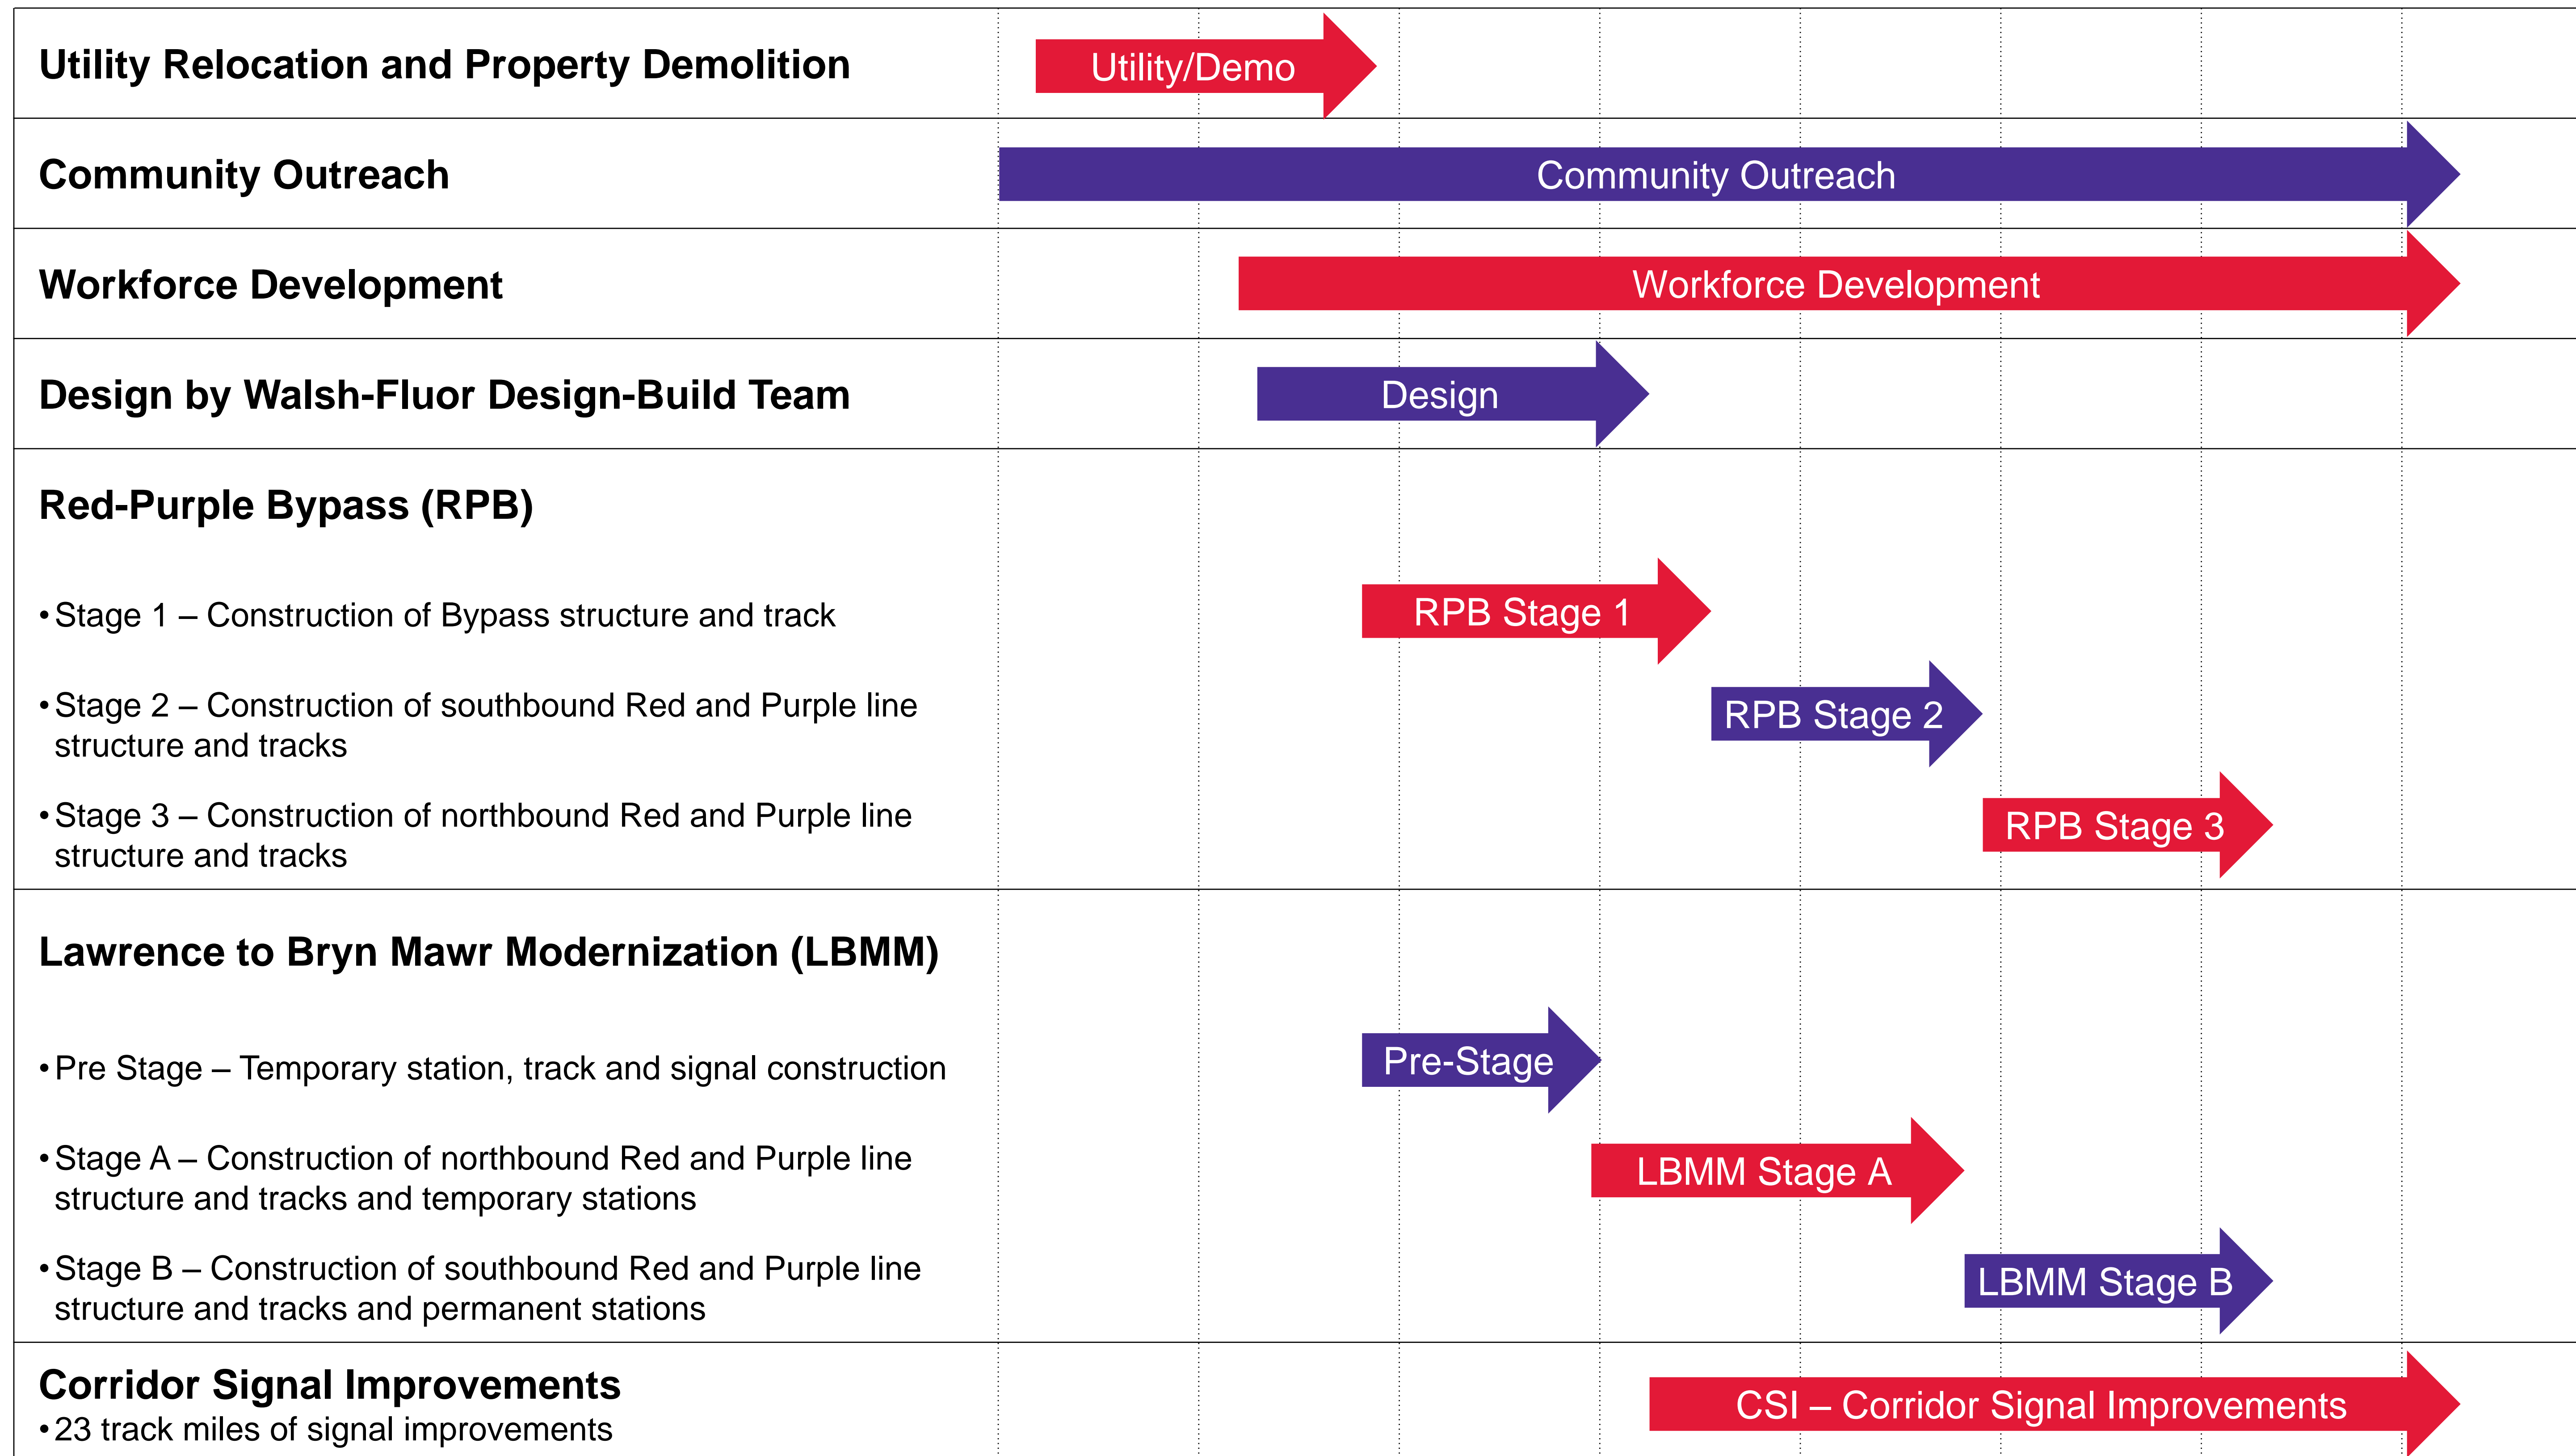 Utility Relocation and Property Demolition
Utility/Demo
Community Outreach
Community Outreach
Workforce Development
Workforce Development
Design by Walsh-Fluor Design-Build Team
Design
Red-Purple Bypass (RPB)
• Stage 1 – Construction of Bypass structure and track
RPB Stage 1
• Stage 2 – Construction of southbound Red and Purple line
structure and tracks
RPB Stage 2
• Stage 3 – Construction of northbound Red and Purple line
structure and tracks
RPB Stage 3
Lawrence to Bryn Mawr Modernization (LBMM)
• Pre Stage – Temporary station, track and signal construction
Pre-Stage
• Stage A – Construction of northbound Red and Purple line
structure and tracks and temporary stations
LBMM Stage A
• Stage B – Construction of southbound Red and Purple line
structure and tracks and permanent stations
LBMM Stage B
Corridor Signal Improvements
• 23 track miles of signal improvements
CSI – Corridor Signal Improvements